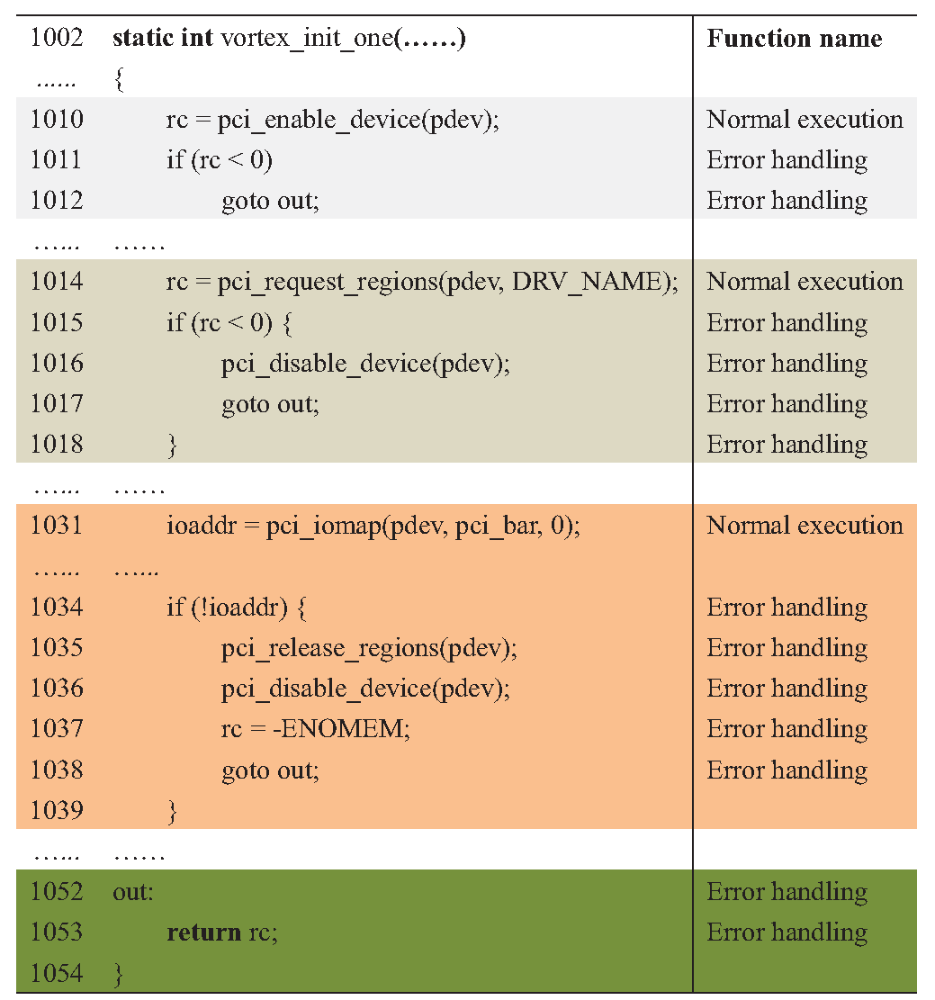 1002 static int vortex_init_one(……) Function name
...... {
1010 rc = pci_enable_device(pdev); Normal execution
1011 if (rc < 0) Error handling
1012 goto out; Error handling
…... ……
1014 rc = pci_request_regions(pdev, DRV_NAME); Normal execution
1015 if (rc < 0) { Error handling
1016 pci_disable_device(pdev); Error handling
1017 goto out; Error handling
1018 } Error handling
…... ……
1031 ioaddr = pci_iomap(pdev, pci_bar, 0); Normal execution
…... …...
1034 if (!ioaddr) { Error handling
1035 pci_release_regions(pdev); Error handling
1036 pci_disable_device(pdev); Error handling
1037 rc = -ENOMEM; Error handling
1038 goto out; Error handling
1039 }
…... ……
1052 out: Error handling
1053 return rc; Error handling
1054 }